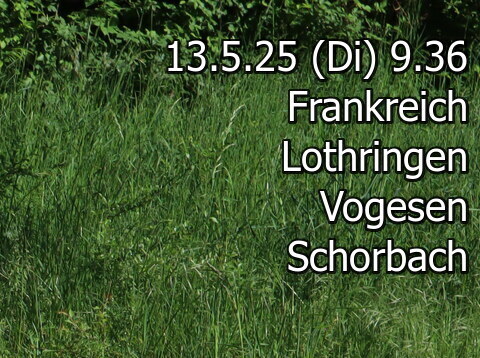 13.5.25 (Di) 9.36
Frankreich
Lothringen
Vogesen
Schorbach